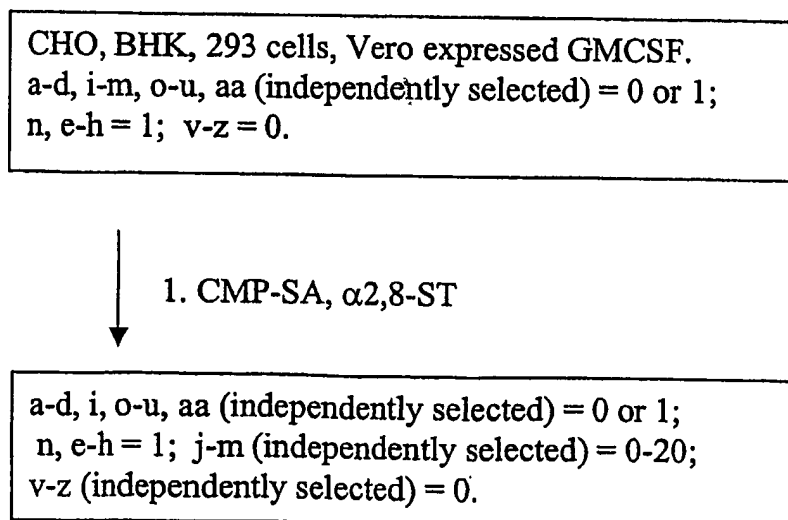 CHO, BHK, 293 cells, Vero expressed GMCSF.
a-d, i-m, o-u, aa (independently selected) = 0 or 1;
n, e-h = 1; v-z = 0.
1. CMP-SA, α2,8-ST
a-d, i, o-u, aa (independently selected) = 0 or 1;
n, e-h = 1; j-m (independently selected) = 0-20;
v-z (independently selected) = 0.